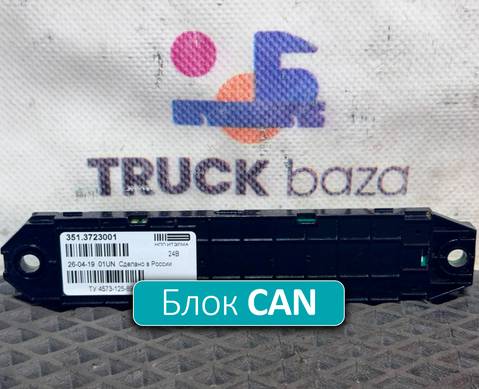 TRUCK baza
351.3723001
НПП ИТЭЛМА
24В
26-04-19 01UN Сделано в России
ТУ 4573-125-
Блок CAN